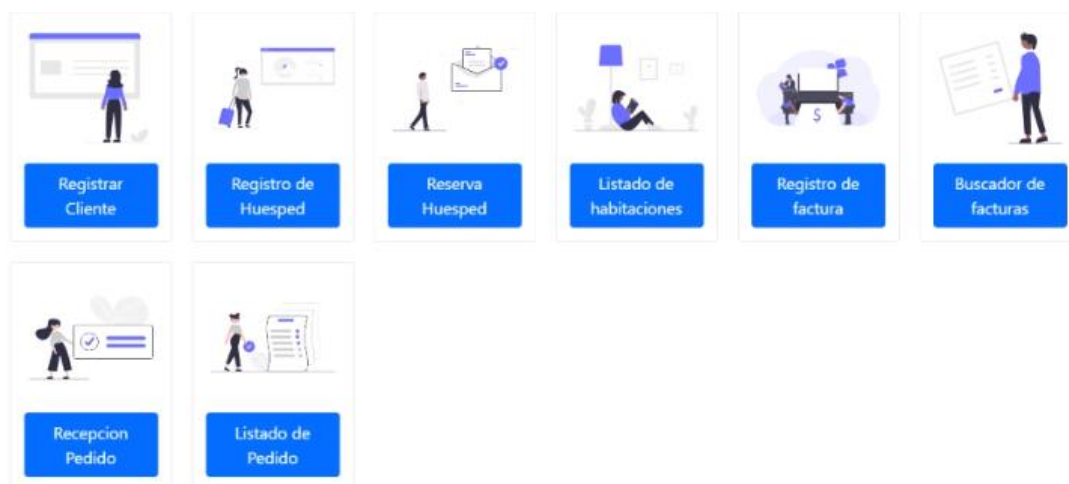 Registrar
Cliente
Registro de
Huesped
Reserva
Huesped
Listado de
habitaciones
Registro de
factura
Buscador de
facturas
$
Recepcion
Pedido
Listado de
Pedido